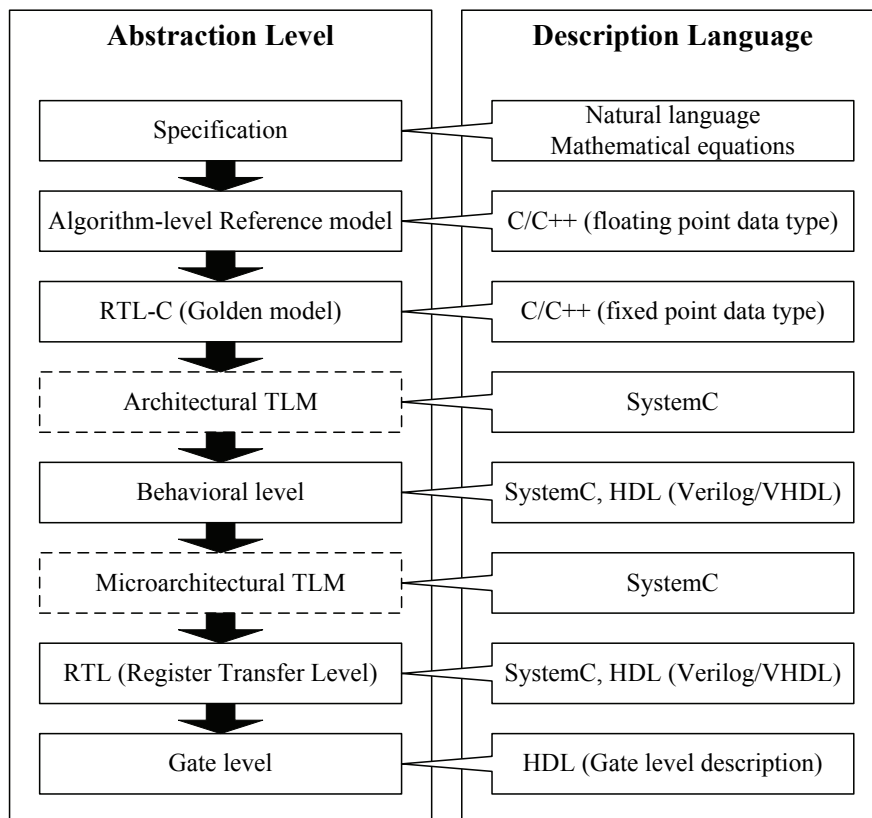 Abstraction Level
Description Language
Specification
Natural language
Mathematical equations
Algorithm-level Reference model
C/C++ (floating point data type)
RTL-C (Golden model)
C/C++ (fixed point data type)
Architectural TLM
SystemC
Behavioral level
SystemC, HDL (Verilog/VHDL)
Microarchitectural TLM
SystemC
RTL (Register Transfer Level)
SystemC, HDL (Verilog/VHDL)
Gate level
HDL (Gate level description)